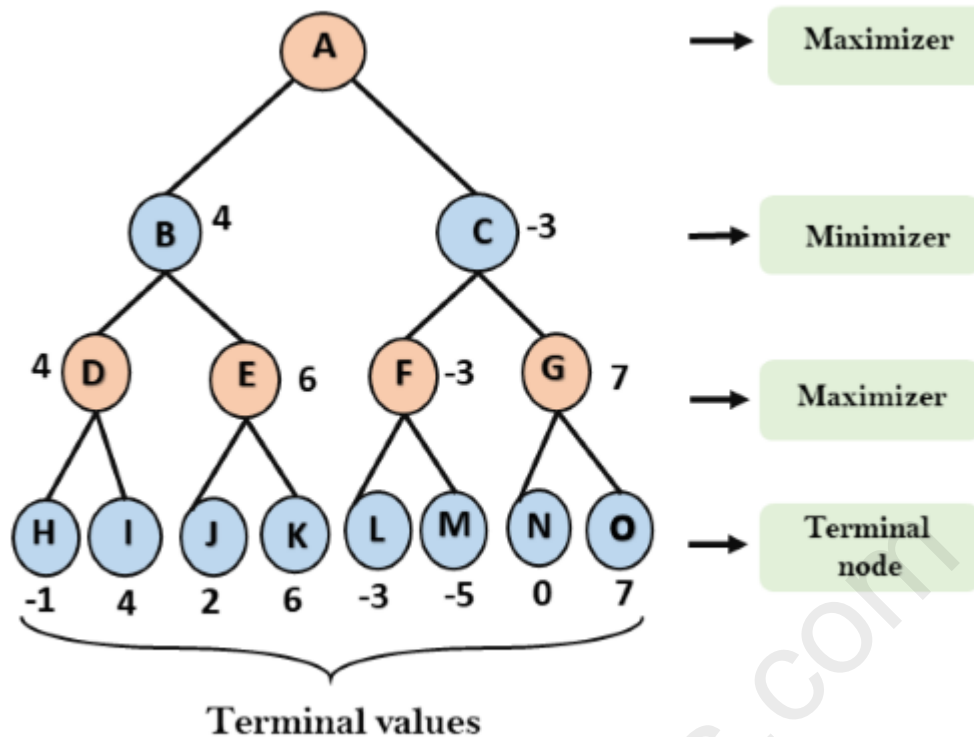 A
Maximizer
B 4
C -3
Minimizer
4 D
E 6
F -3
G 7
Maximizer
H I J K L M N O
Terminal
node
-1 4 2 6 -3 -5 0 7
Terminal values
s.com